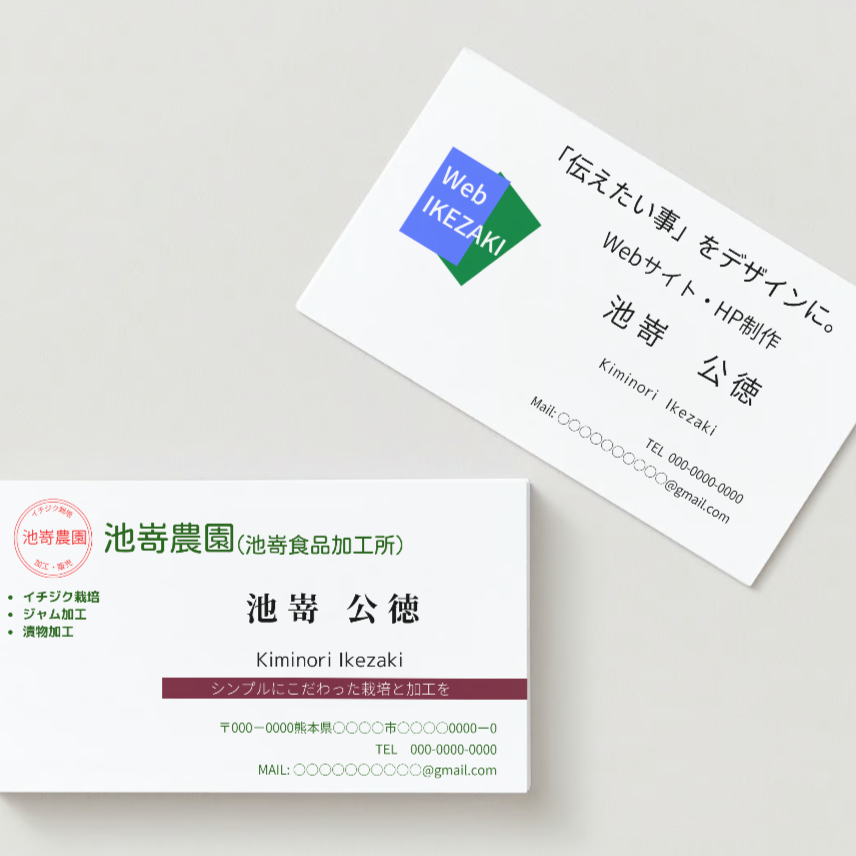 Web
IKEZAKI
「伝えたい事」をデザインに。
Webサイト・HP制作
池嵜 公徳
Kiminori Ikezaki
TEL 000-0000-0000
Mail: ○○○○○○○○○○@gmail.com
イチジク栽培
池嵜農園
加工・販売
池嵜農園(池嵜食品加工所)
• イチジク栽培
• ジャム加工
• 漬物加工
池嵜 公徳
Kiminori Ikezaki
シンプルにこだわった栽培と加工を
〒000ー0000熊本県○○○○市○○○○0000ー0
TEL 000-0000-0000
MAIL: ○○○○○○○○○○@gmail.com